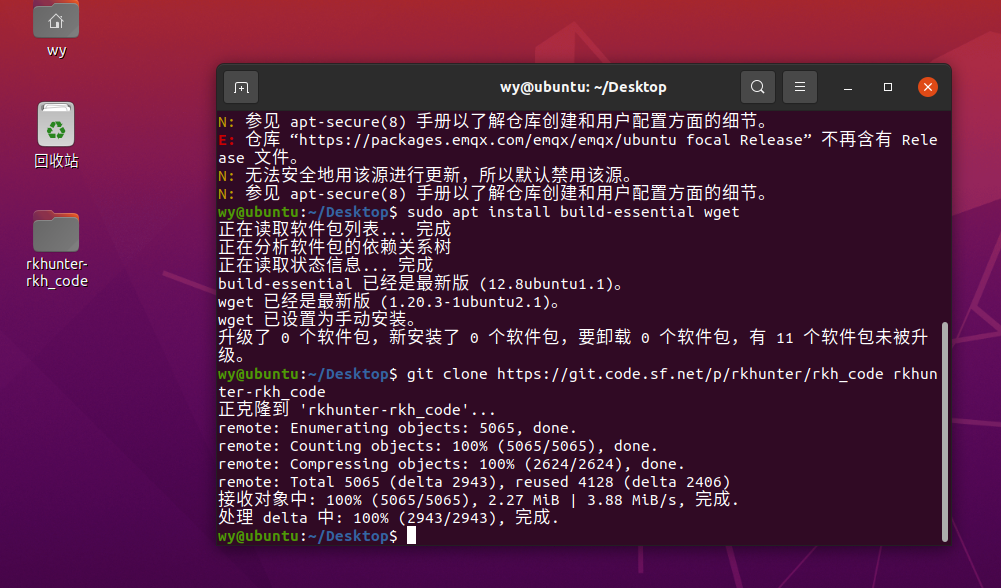 wy
回收站
rkhunter-
rkh_code
wy@ubuntu: ~/Desktop
N: 参见 apt-secure(8) 手册以了解仓库创建和用户配置方面的细节。
E: 仓库 “https://packages.emqx.com/emqx/emqx/ubuntu focal Release” 不再含有 Rele
ase 文件。
N: 无法安全地用该源进行更新，所以默认禁用该源。
N: 参见 apt-secure(8) 手册以了解仓库创建和用户配置方面的细节。
wy@ubuntu:~/Desktop$ sudo apt install build-essential wget
正在读取软件包列表... 完成
正在分析软件包的依赖关系树
正在读取状态信息... 完成
build-essential 已经是最新版 (12.8ubuntu1.1)。
wget 已经是最新版 (1.20.3-1ubuntu2.1)。
wget 已设置为手动安装。
升级了 0 个软件包，新安装了 0 个软件包，要卸载 0 个软件包，有 11 个软件包未被升
级。
wy@ubuntu:~/Desktop$ git clone https://git.code.sf.net/p/rkhunter/rkh_code rkhun
ter-rkh_code
正克隆到 'rkhunter-rkh_code'...
remote: Enumerating objects: 5065, done.
remote: Counting objects: 100% (5065/5065), done.
remote: Compressing objects: 100% (2624/2624), done.
remote: Total 5065 (delta 2943), reused 4128 (delta 2406)
接收对象中: 100% (5065/5065), 2.27 MiB | 3.88 MiB/s, 完成.
处理 delta 中: 100% (2943/2943), 完成.
wy@ubuntu:~/Desktop$